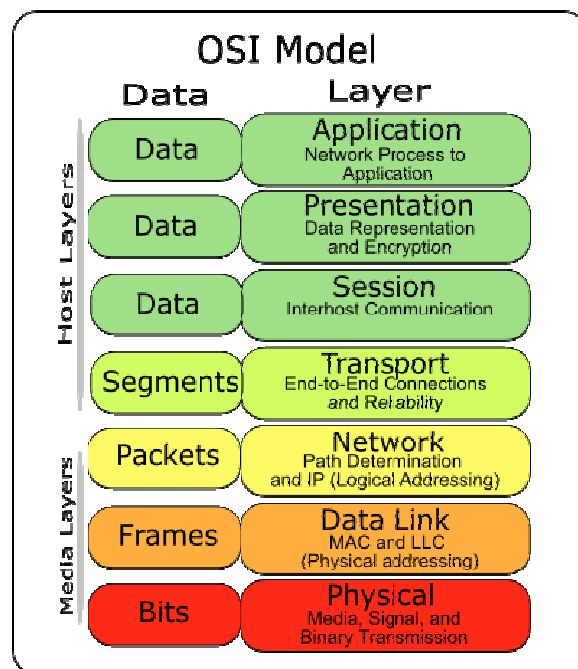 OSI Model
Data Layer
Host Layers
Data
Application
Network Process to
Application
Data
Presentation
Data Representation
and Encryption
Data
Session
Interhost Communication
Segments
Transport
End-to-End Connections
and Reliability
Media Layers
Packets
Network
Path Determination
and IP (Logical Addressing)
Frames
Data Link
MAC and LLC
(Physical addressing)
Bits
Physical
Media, Signal, and
Binary Transmission